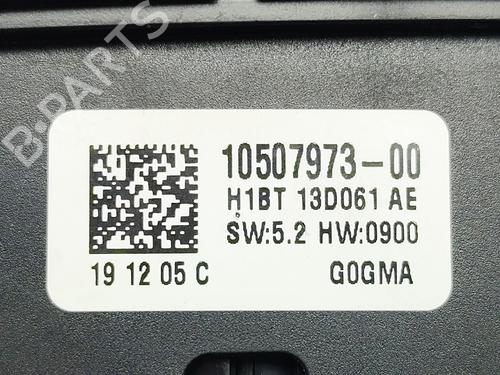 B-PARTS
10507973-00
H1BT 13D061 AE
SW:5.2 HW:0900
19 12 05 C G0GMA